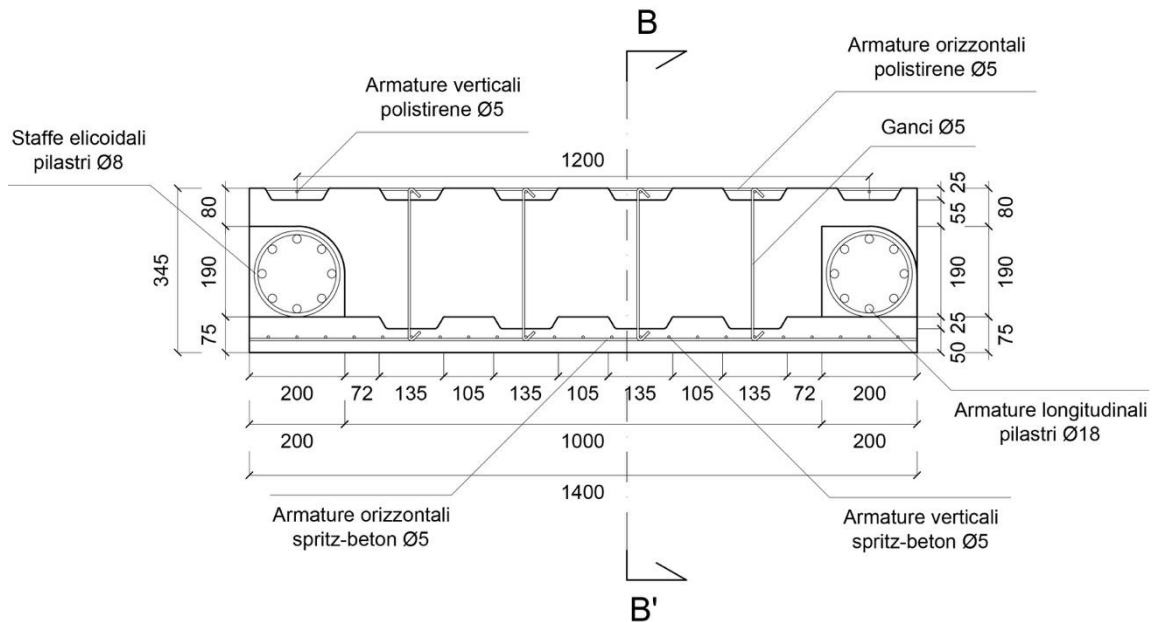 B
Armature orizzontali
polistirene Ø5
Armature verticali
polistirene Ø5
Ganci Ø5
Staffe elicoidali
pilastri Ø8
1200
345
80
190
75
25
55
190
25
50
80
190
75
200 72 135 105 135 105 135 105 135 72 200
200 1000 200
1400
Armature longitudinali
pilastri Ø18
Armature orizzontali
spritz-beton Ø5
Armature verticali
spritz-beton Ø5
B'